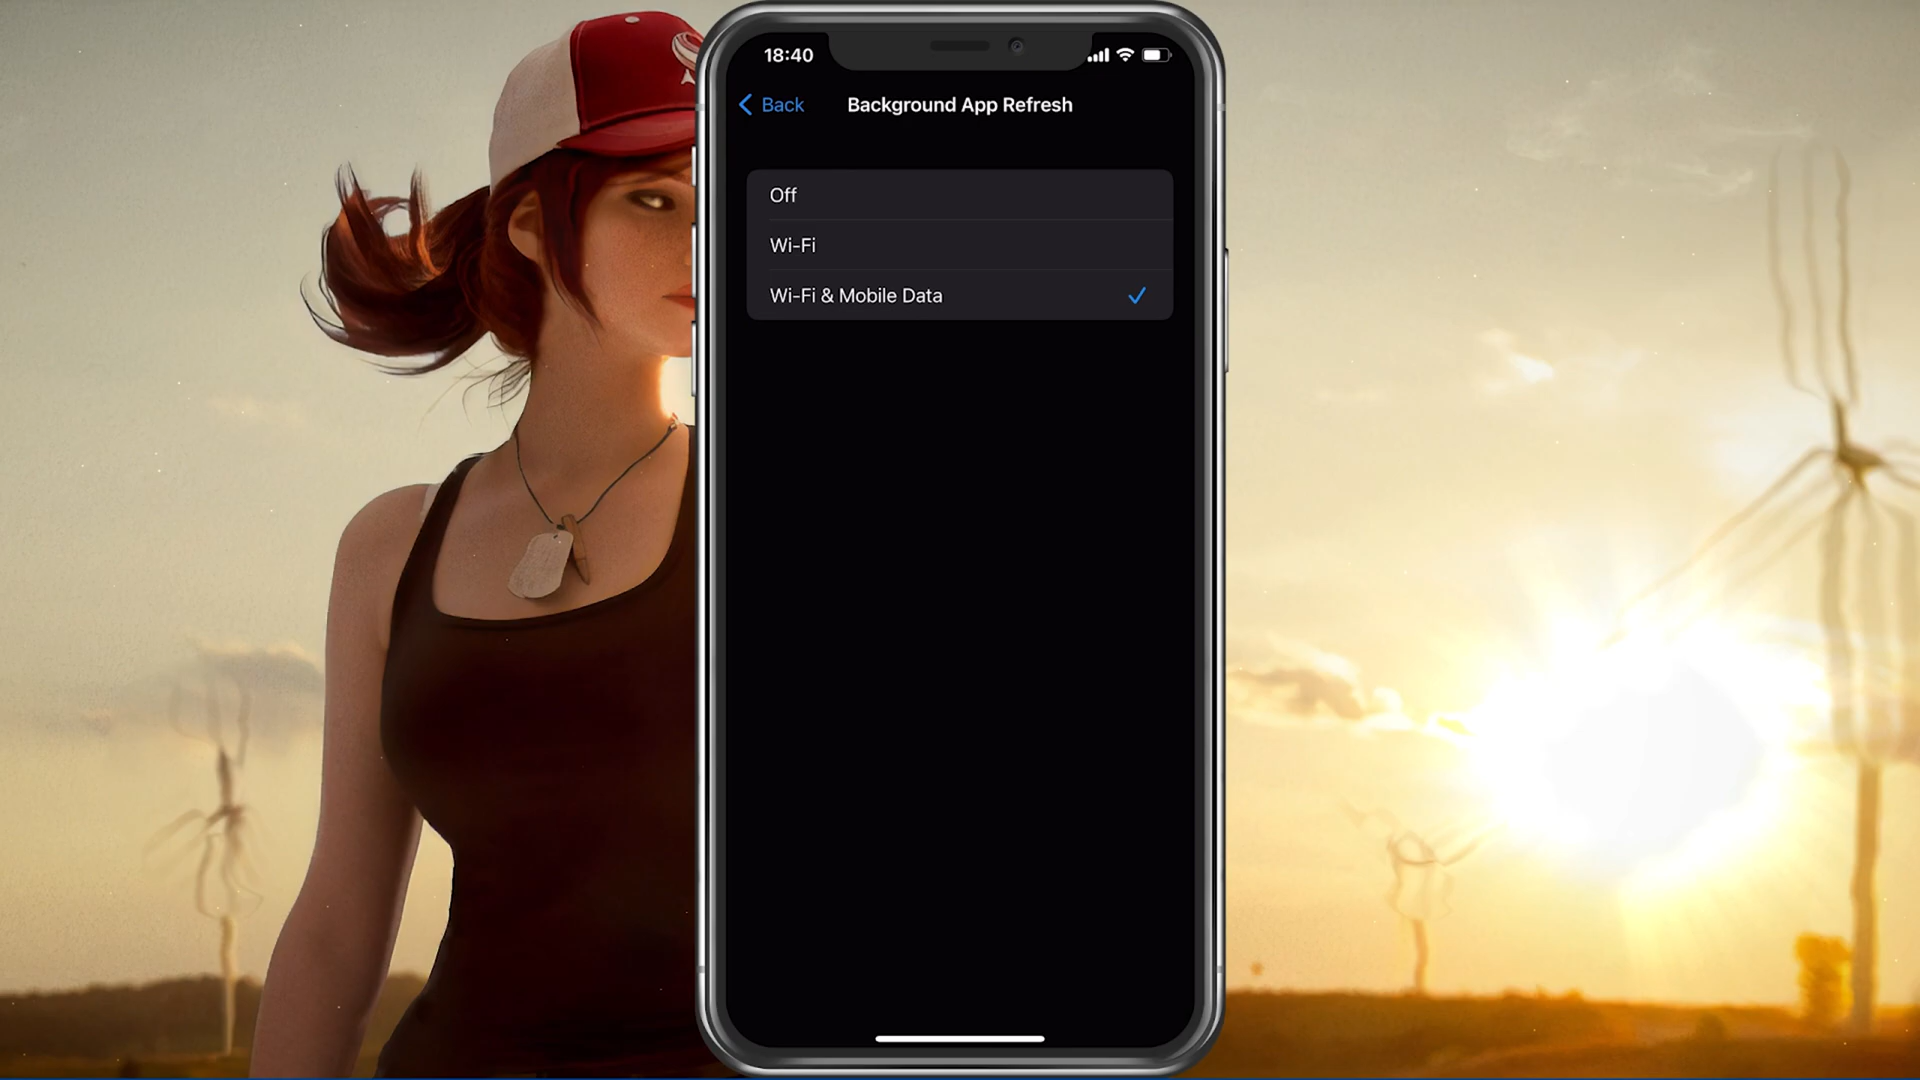 18:40
Back
Background App Refresh
Off
Wi-Fi
Wi-Fi & Mobile Data